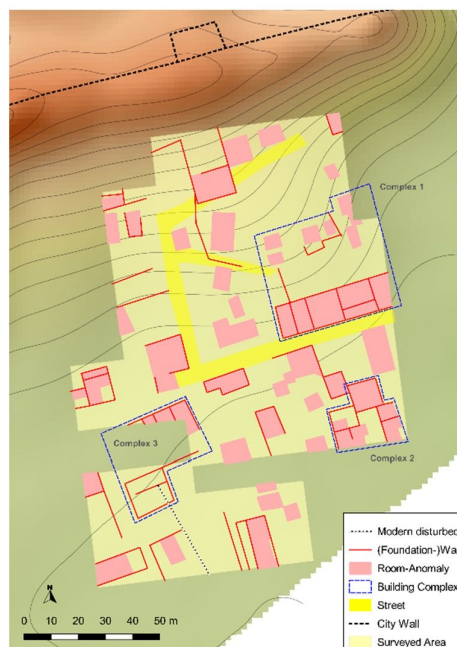 Complex 1
Complex 3
Complex 2
N
0 10 20 30 40 50 m
Modern disturbed
(Foundation-)Wa
Room-Anomaly
Building Complex
Street
City Wall
Surveyed Area